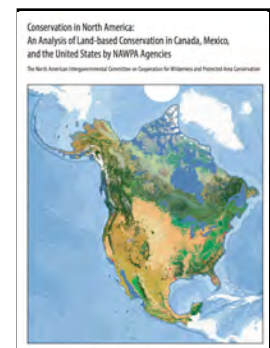 Conservation in North America:
An Analysis of Land-based Conservation in Canada, Mexico,
and the United States by NAWPA Agencies
The North American Intergovernmental Committee on Cooperation for Wilderness and Protected Area Conservation